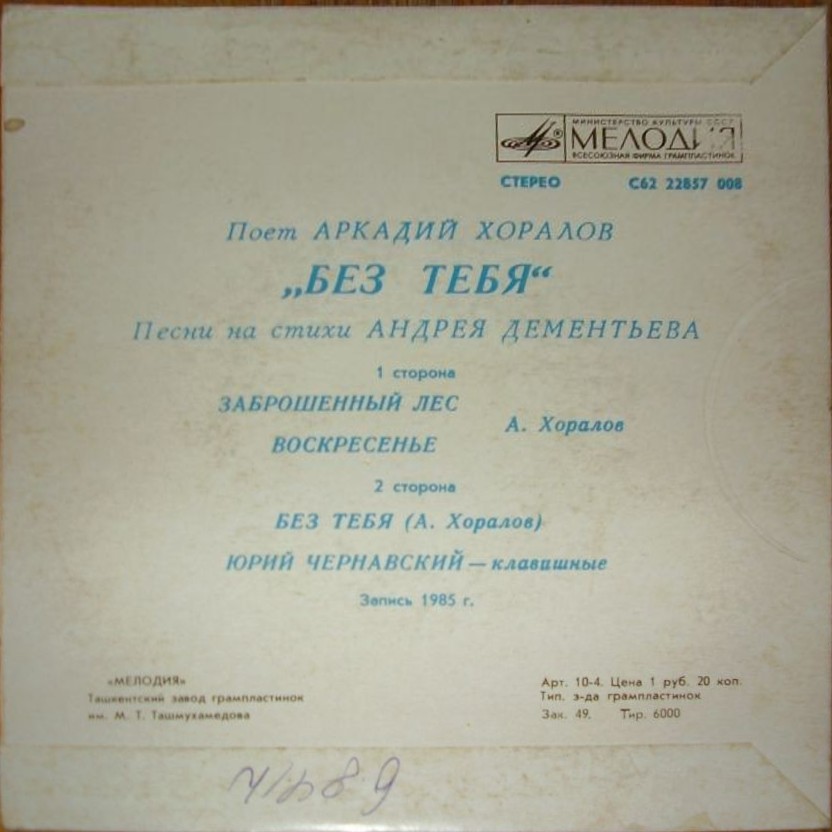 МИНИСТЕРСТВО КУЛЬТУРЫ СССР
МЕЛОДИЯ
ВСЕСОЮЗНАЯ ФИРМА ГРАМПЛАСТИНОК
СТЕРЕО С62 22857 008
Поет АРКАДИЙ ХОРАЛОВ
„БЕЗ ТЕБЯ“
Песни на стихи АНДРЕЯ ДЕМЕНТЬЕВА
1 сторона
ЗАБРОШЕННЫЙ ЛЕС
А. Хоралов
ВОСКРЕСЕНЬЕ
2 сторона
БЕЗ ТЕБЯ (А. Хоралов)
ЮРИЙ ЧЕРНАВСКИЙ — клавишные
Запись 1985 г.
«МЕЛОДИЯ»
Ташкентский завод грампластинок
им. М. Т. Ташмухамедова
Арт. 10-4. Цена 1 руб. 20 коп.
Тип. з-да грампластинок
Зак. 49. Тир. 6000